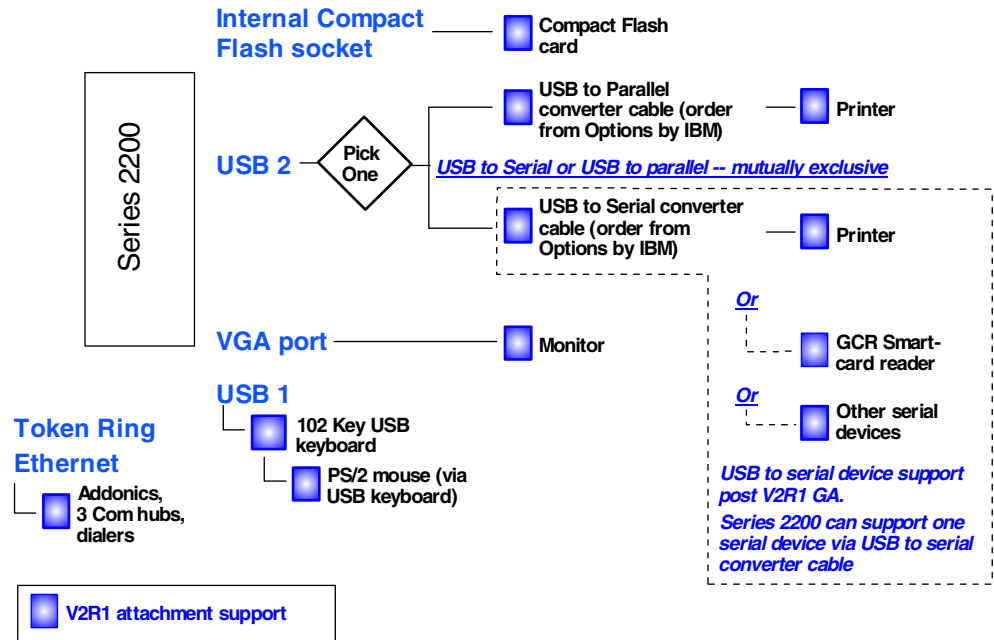 Internal Compact
Flash socket
Compact Flash
card
Series 2200
USB to Parallel
converter cable (order
from Options by IBM)
Printer
USB 2
Pick
One
USB to Serial or USB to parallel -- mutually exclusive
USB to Serial converter
cable (order from
Options by IBM)
Printer
Or
GCR Smart-
card reader
VGA port
Monitor
Or
Other serial
devices
USB 1
102 Key USB
keyboard
PS/2 mouse (via
USB keyboard)
Token Ring
Ethernet
Addonics,
3 Com hubs,
dialers
USB to serial device support
post V2R1 GA.
Series 2200 can support one
serial device via USB to serial
converter cable
V2R1 attachment support